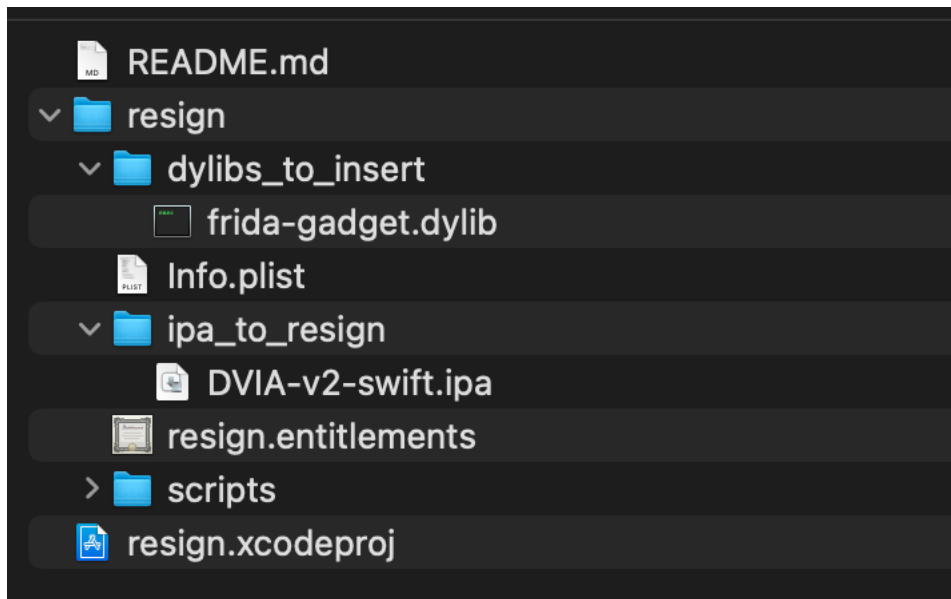 README.md
resign
dylibs_to_insert
frida-gadget.dylib
Info.plist
ipa_to_resign
DVIA-v2-swift.ipa
resign.entitlements
scripts
resign.xcodeproj